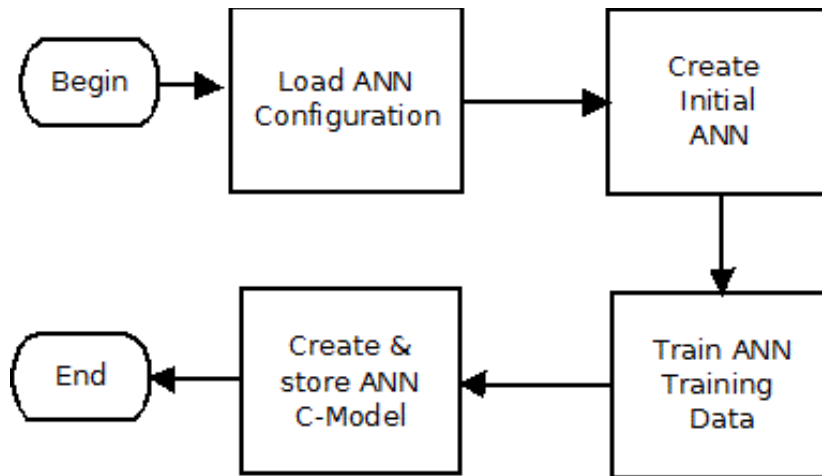 Begin
Load ANN
Configuration
Create
Initial
ANN
Train ANN
Training
Data
Create &
store ANN
C-Model
End